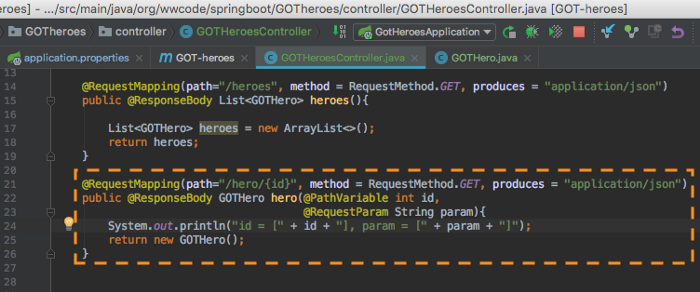 eroes] - .../src/main/java/org/wwcode/springboot/GOTheroes/controller/GOTHeroesController.java [GOT-heroes]
GOTheroes controller GOTHeroesController GotHeroesApplication
application.properties GOT-heroes GOTHeroesController.java GOTHero.java
13
14 @RequestMapping(path="/heroes", method = RequestMethod.GET, produces = "application/json")
15 public @ResponseBody List<GOTHero> heroes(){
16
17 List<GOTHero> heroes = new ArrayList<>();
18 return heroes;
19 }
20
21 @RequestMapping(path="/hero/{id}", method = RequestMethod.GET, produces = "application/json")
22 public @ResponseBody GOTHero hero(@PathVariable int id,
23 @RequestParam String param){
24 System.out.println("id = [" + id + "], param = [" + param + "]");
25 return new GOTHero();
26 }
27
28